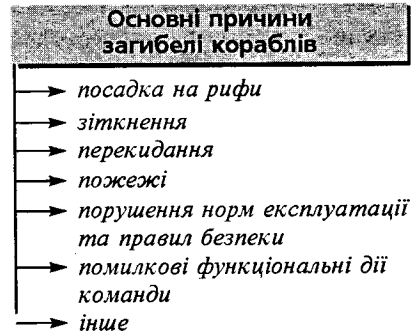 Основні причини
загибелі кораблів
посадка на рифи
зіткнення
перекидання
пожежі
порушення норм експлуатації
та правил безпеки
помилкові функціональні дії
команди
інше